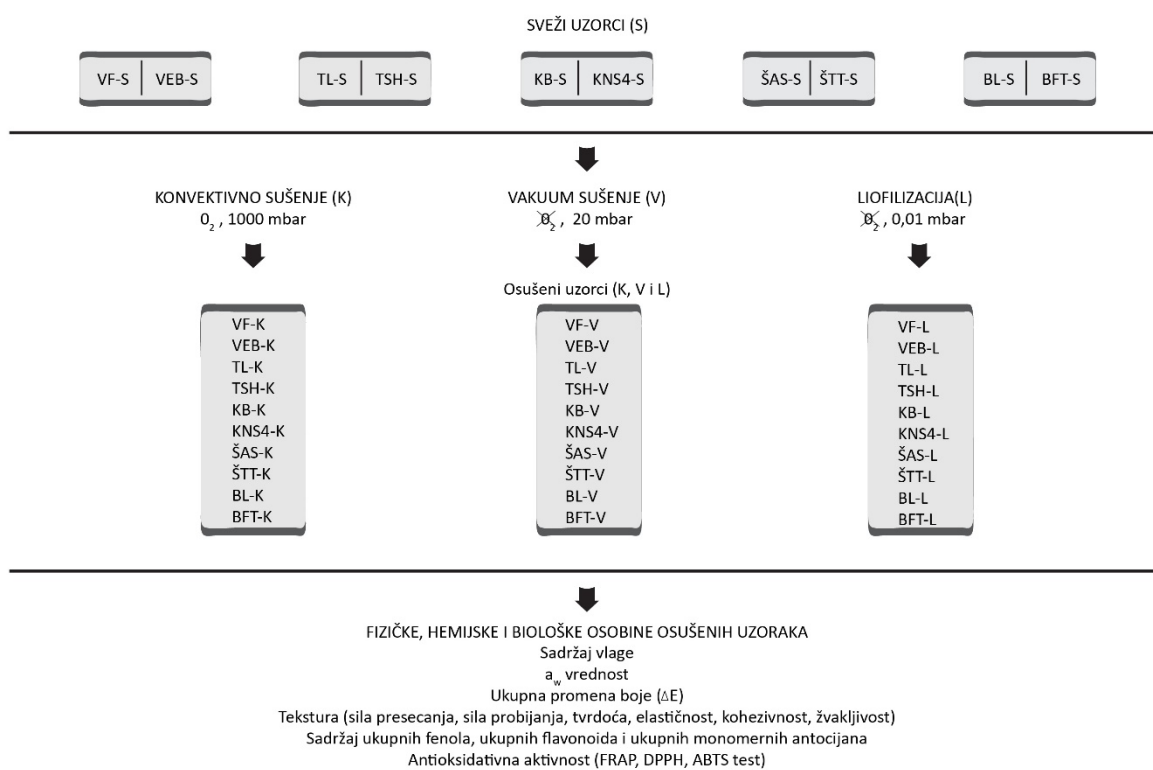 SVEŽI UZORCI (S)
VF-S | VEB-S
TL-S | TSH-S
KB-S | KNS4-S
ŠAS-S | ŠTT-S
BL-S | BFT-S
KONVEKTIVNO SUŠENJE (K)
0₂ , 1000 mbar
VAKUUM SUŠENJE (V)
0₂ , 20 mbar
LIOFILIZACIJA(L)
0₂ , 0,01 mbar
Osušeni uzorci (K, V i L)
VF-K
VEB-K
TL-K
TSH-K
KB-K
KNS4-K
ŠAS-K
ŠTT-K
BL-K
BFT-K
VF-V
VEB-V
TL-V
TSH-V
KB-V
KNS4-V
ŠAS-V
ŠTT-V
BL-V
BFT-V
VF-L
VEB-L
TL-L
TSH-L
KB-L
KNS4-L
ŠAS-L
ŠTT-L
BL-L
BFT-L
FIZIČKE, HEMIJSKE I BIOLOŠKE OSOBINE OSUŠENIH UZORAKA
Sadržaj vlage
a_w vrednost
Ukupna promena boje (ΔE)
Tekstura (sila presecanja, sila probijanja, tvrdoća, elastičnost, kohezivnost, žvakljivost)
Sadržaj ukupnih fenola, ukupnih flavonoida i ukupnih monomernih antocijana
Antioksidativna aktivnost (FRAP, DPPH, ABTS test)